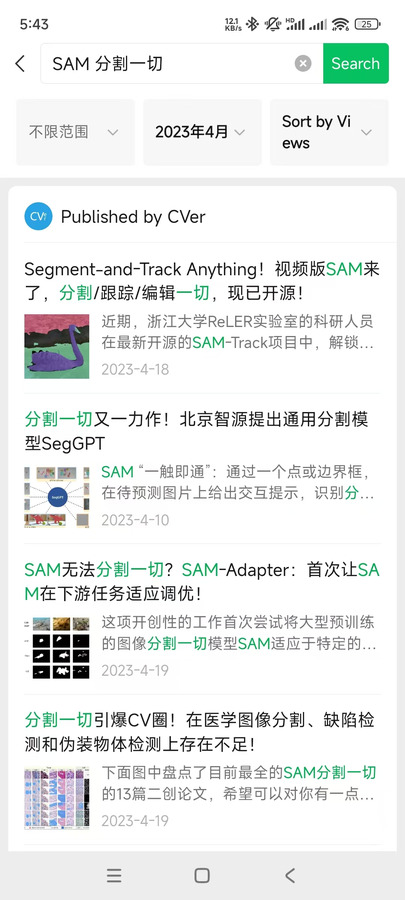 5:43
12.1 KB/s
HD
25
SAM 分割一切
Search
不限范围
2023年4月
Sort by Vi
ews
CV
Published by CVer
Segment-and-Track Anything！视频版SAM来
了，分割/跟踪/编辑一切，现已开源！
近期，浙江大学ReLER实验室的科研人员
在最新开源的SAM-Track项目中，解锁...
2023-4-18
分割一切又一力作！北京智源提出通用分割模
型SegGPT
SegGPT
SAM “一触即通”：通过一个点或边界框，
在待预测图片上给出交互提示，识别分...
2023-4-10
SAM无法分割一切？SAM-Adapter：首次让SA
M在下游任务适应调优！
这项开创性的工作首次尝试将大型预训练
的图像分割一切模型SAM适应于特定的...
2023-4-19
分割一切引爆CV圈！在医学图像分割、缺陷检
测和伪装物体检测上存在不足！
下面图中盘点了目前最全的SAM分割一切
的13篇二创论文，希望可以对你有一点...
2023-4-19